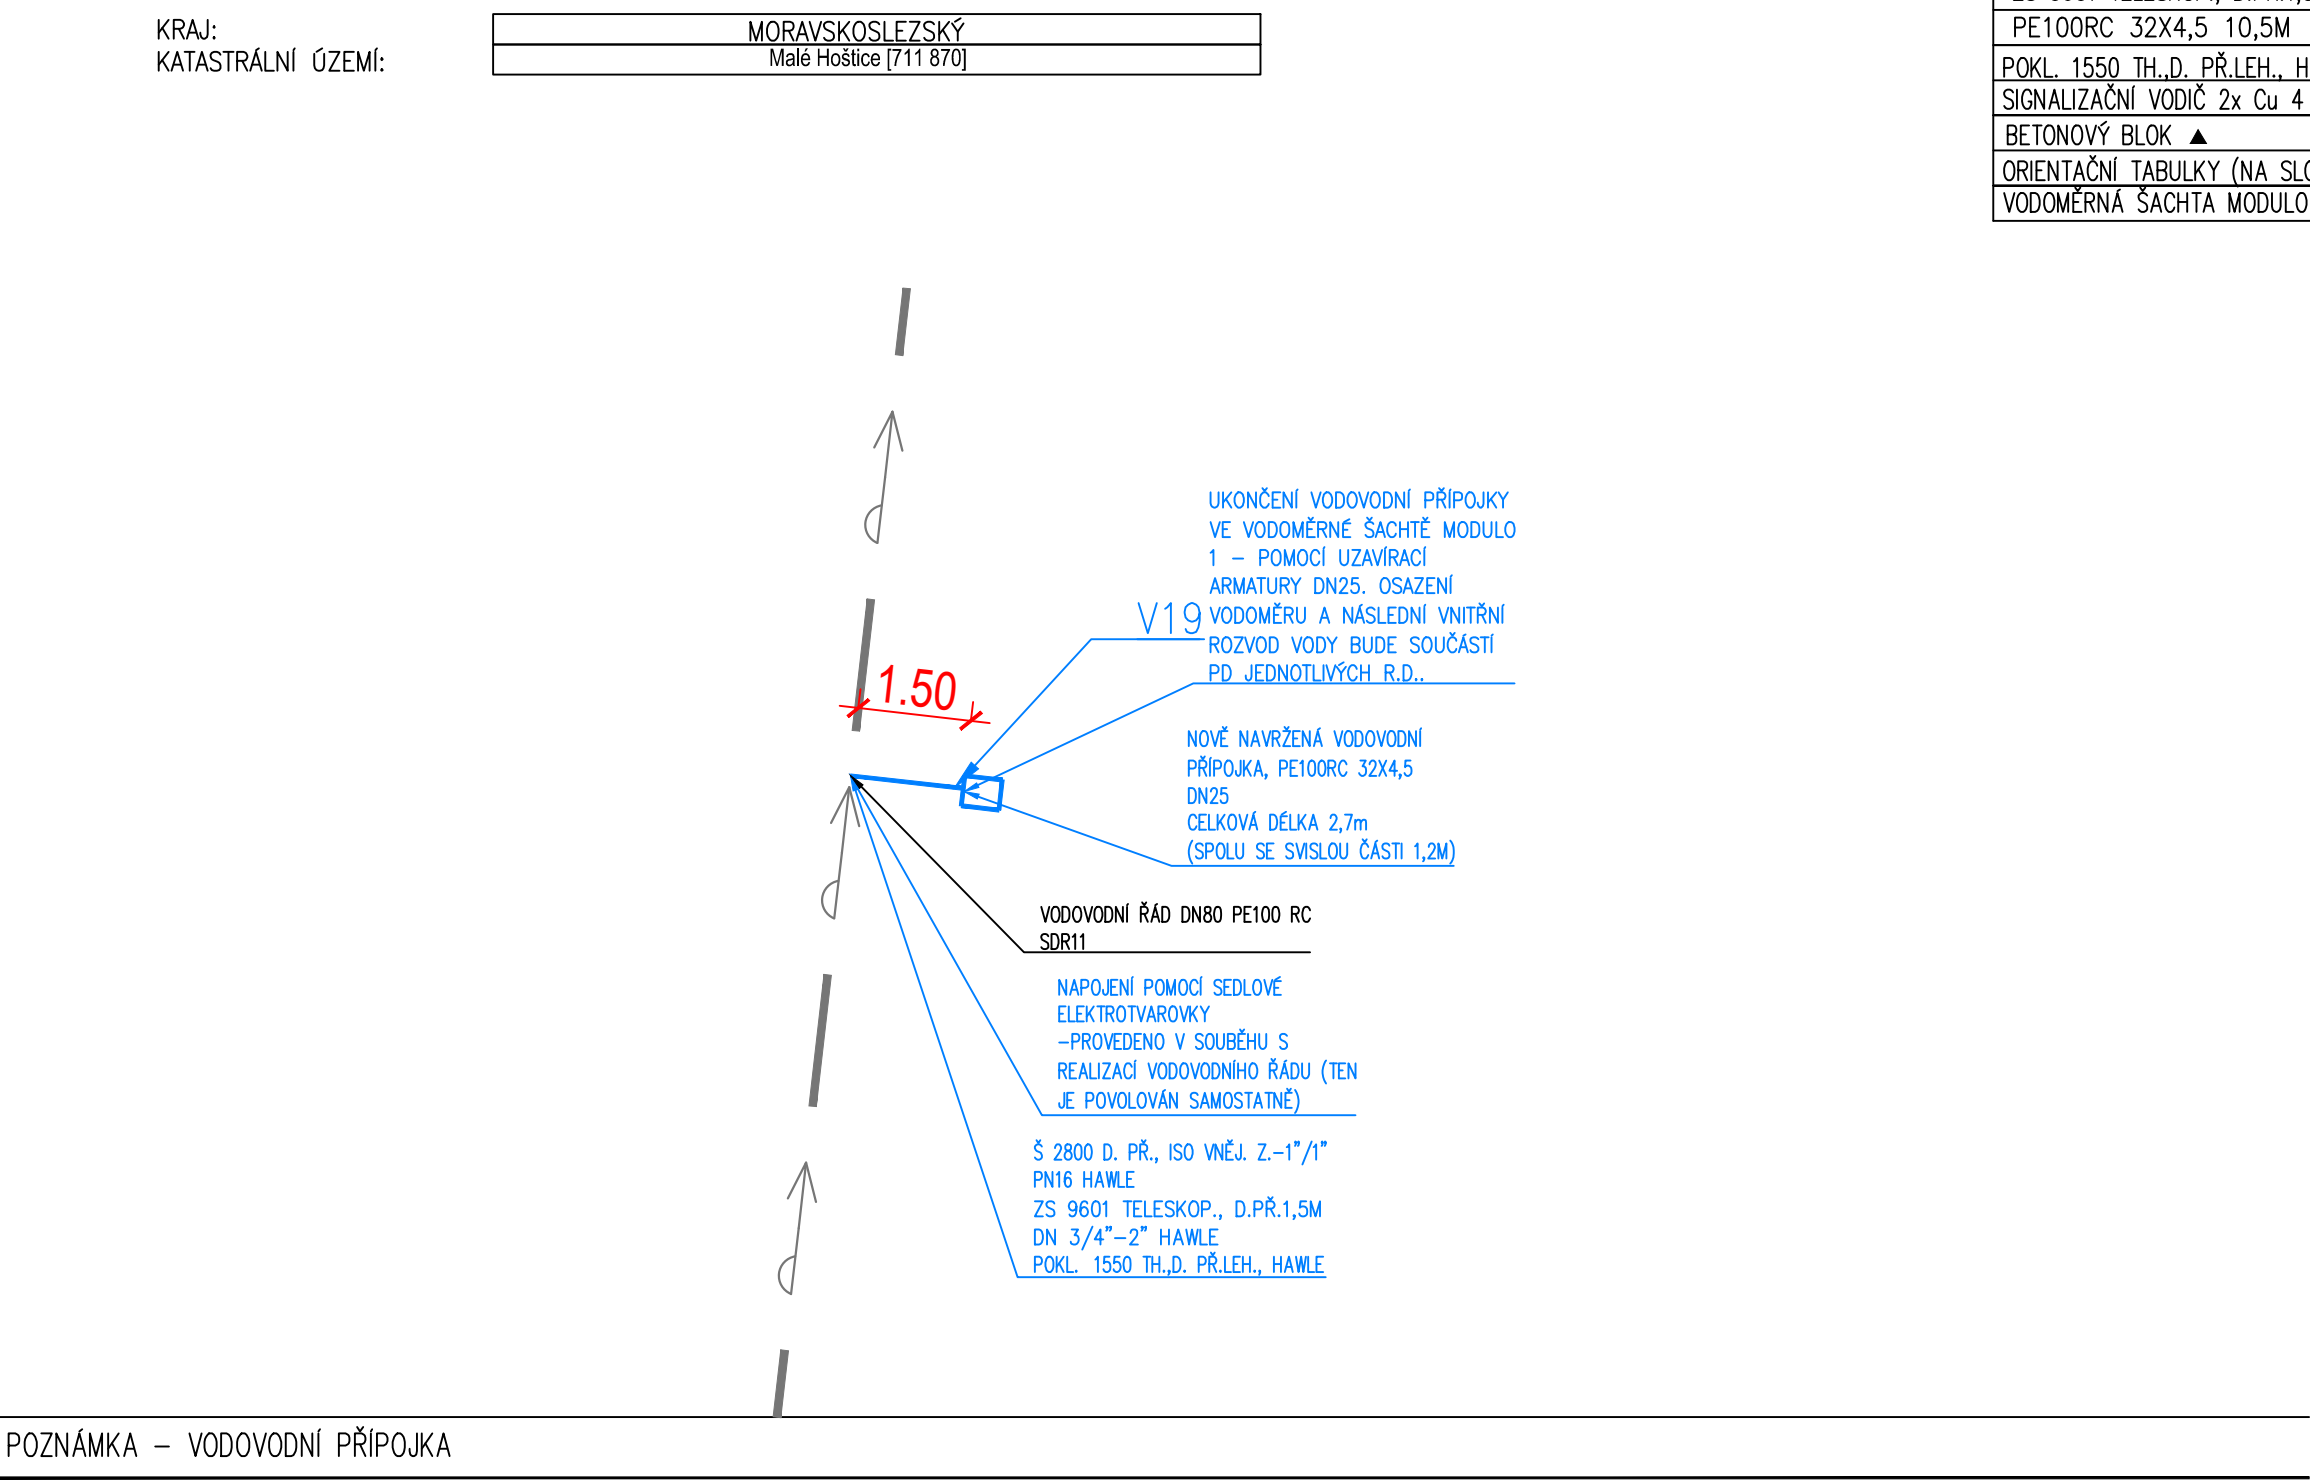 KRAJ:
MORAVSKOSLEZSKÝ
KATASTRÁLNÍ ÚZEMÍ:
Malé Hoštice [711 870]
PE100RC 32X4,5 10,5M
POKL. 1550 TH.,D. PŘ.LEH., H
SIGNALIZAČNÍ VODIČ 2x Cu 4
BETONOVÝ BLOK ▲
ORIENTAČNÍ TABULKY (NA SLO
VODOMĚRNÁ ŠACHTA MODULO
UKONČENÍ VODOVODNÍ PŘÍPOJKY
VE VODOMĚRNÉ ŠACHTĚ MODULO
1 – POMOCÍ UZAVÍRACÍ
ARMATURY DN25. OSAZENÍ
VODOMĚRU A NÁSLEDNÍ VNITŘNÍ
ROZVOD VODY BUDE SOUČÁSTÍ
PD JEDNOTLIVÝCH R.D..
V19
1.50
NOVĚ NAVRŽENÁ VODOVODNÍ
PŘÍPOJKA, PE100RC 32X4,5
DN25
CELKOVÁ DÉLKA 2,7m
(SPOLU SE SVISLOU ČÁSTI 1,2M)
VODOVODNÍ ŘÁD DN80 PE100 RC
SDR11
NAPOJENÍ POMOCÍ SEDLOVÉ
ELEKTROTVAROVKY
–PROVEDENO V SOUBĚHU S
REALIZACÍ VODOVODNÍHO ŘÁDU (TEN
JE POVOLOVÁN SAMOSTATNĚ)
Š 2800 D. PŘ., ISO VNĚJ. Z.–1"/1"
PN16 HAWLE
ZS 9601 TELESKOP., D.PŘ.1,5M
DN 3/4"–2" HAWLE
POKL. 1550 TH.,D. PŘ.LEH., HAWLE
POZNÁMKA – VODOVODNÍ PŘÍPOJKA